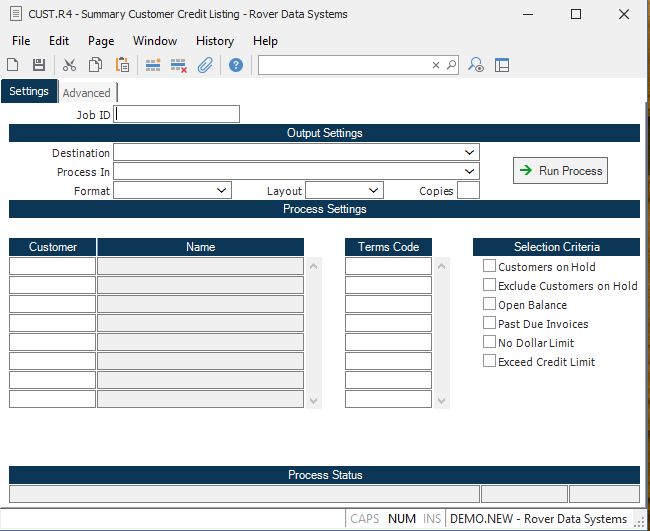 CUST.R4 - Summary Customer Credit Listing - Rover Data Systems
File Edit Page Window History Help
Settings Advanced
Job ID
Output Settings
Destination
Process In
Run Process
Format Layout Copies
Process Settings
Customer Name Terms Code Selection Criteria
Customers on Hold
Exclude Customers on Hold
Open Balance
Past Due Invoices
No Dollar Limit
Exceed Credit Limit
Process Status
CAPS NUM INS DEMO.NEW - Rover Data Systems